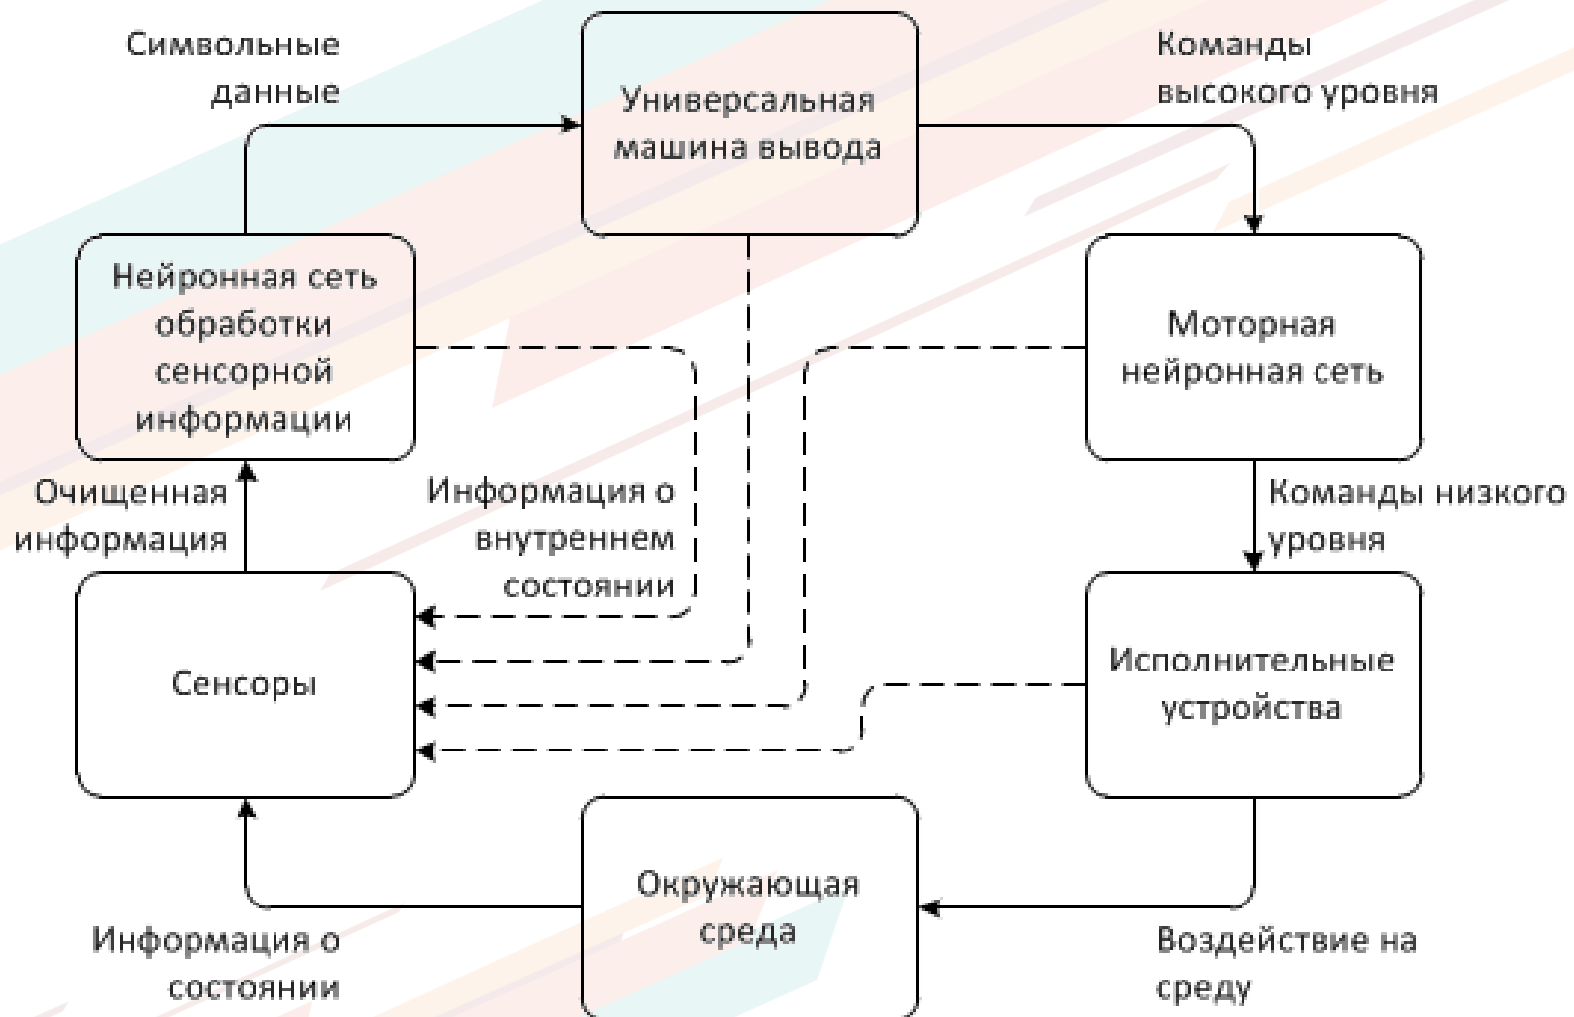 Символьные
данные
Универсальная
машина вывода
Команды
высокого уровня
Нейронная сеть
обработки
сенсорной
информации
Моторная
нейронная сеть
Очищенная
информация
Информация о
внутреннем
состоянии
Команды низкого
уровня
Сенсоры
Исполнительные
устройства
Окружающая
среда
Информация о
состоянии
Воздействие на
среду